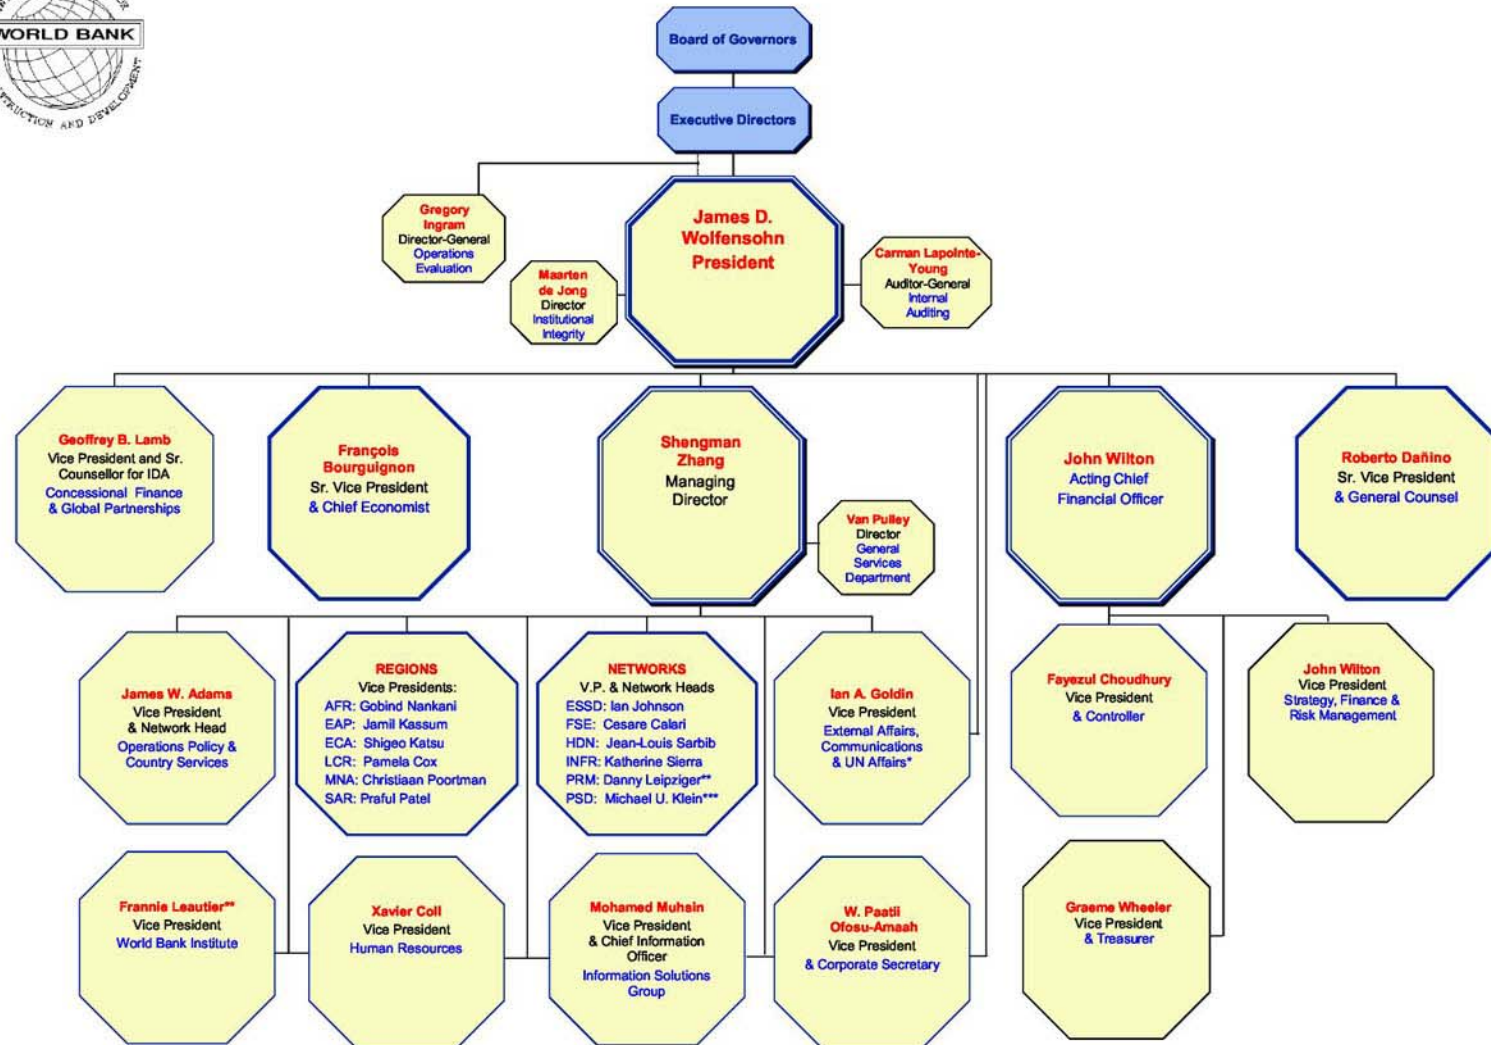 WORLD BANK
AND DEVELOPMENT
Board of Governors
Executive Directors
Gregory
Ingram
Director-General
Operations
Evaluation
Maarten
de Jong
Director
Institutional
Integrity
James D.
Wolfensohn
President
Carman Lapointe-
Young
Auditor-General
Internal
Auditing
Geoffrey B. Lamb
Vice President and Sr.
Counsellor for IDA
Concessional Finance
& Global Partnerships
François
Bourguignon
Sr. Vice President
& Chief Economist
Shengman
Zhang
Managing
Director
Van Pulley
Director
General
Services
Department
John Wilton
Acting Chief
Financial Officer
Roberto Dañino
Sr. Vice President
& General Counsel
James W. Adams
Vice President
& Network Head
Operations Policy &
Country Services
REGIONS
Vice Presidents:
AFR: Gobind Nankani
EAP: Jamil Kassum
ECA: Shigeo Katsu
LCR: Pamela Cox
MNA: Christiaan Poortman
SAR: Praful Patel
NETWORKS
V.P. & Network Heads
ESSD: Ian Johnson
FSE: Cesare Calari
HDN: Jean-Louis Sarbib
INFR: Katherine Sierra
PRM: Danny Leipziger**
PSD: Michael U. Klein***
Ian A. Goldin
Vice President
External Affairs,
Communications
& UN Affairs*
Fayezul Choudhury
Vice President
& Controller
John Wilton
Vice President
Strategy, Finance &
Risk Management
Frannie Leautier**
Vice President
World Bank Institute
Xavier Coll
Vice President
Human Resources
Mohamed Muhsin
Vice President
& Chief Information
Officer
Information Solutions
Group
W. Paatii
Ofosu-Amaah
Vice President
& Corporate Secretary
Graeme Wheeler
Vice President
& Treasurer